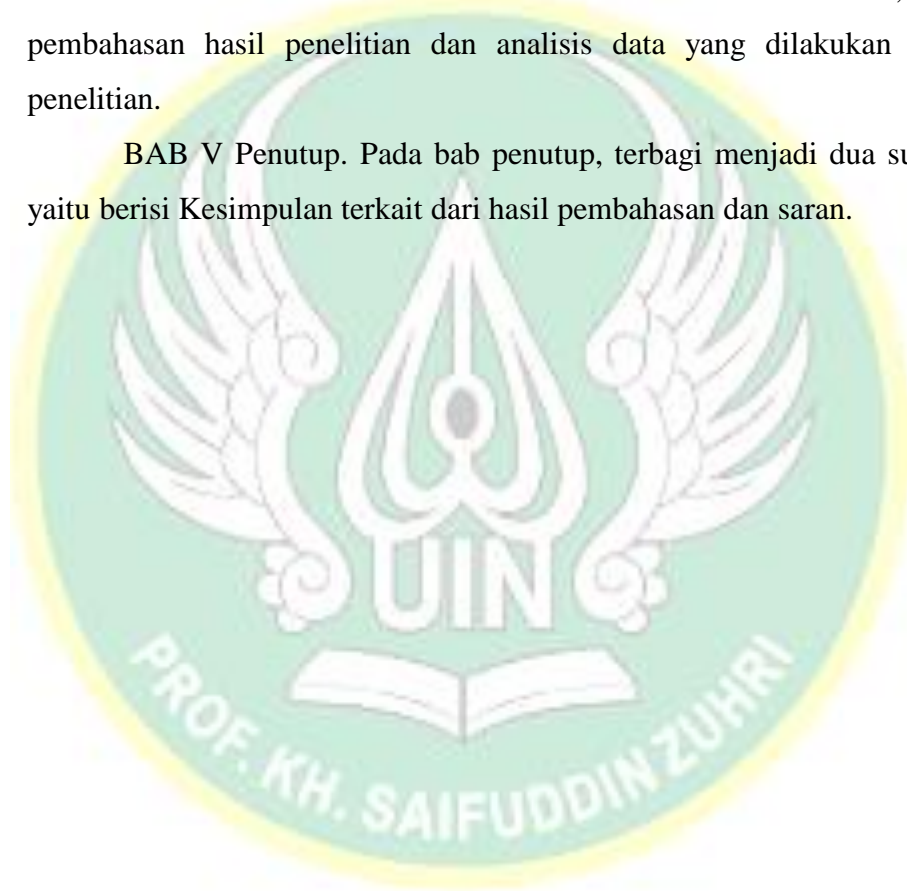 pembahasan hasil penelitian dan analisis data yang dilakukan
penelitian.
BAB V Penutup. Pada bab penutup, terbagi menjadi dua su
yaitu berisi Kesimpulan terkait dari hasil pembahasan dan saran.
UIN
PROF. KH. SAIFUDDIN ZUHRI